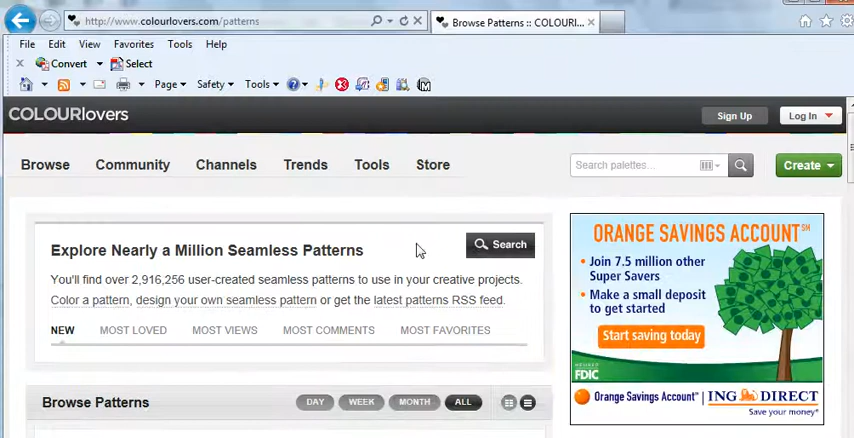 http://www.colourlovers.com/patterns
Browse Patterns :: COLOURl...
File Edit View Favorites Tools Help
Convert Select
Page Safety Tools
COLOURlovers
Sign Up Log In
Browse Community Channels Trends Tools Store
Search palettes...
Create
Explore Nearly a Million Seamless Patterns
Search
You'll find over 2,916,256 user-created seamless patterns to use in your creative projects.
Color a pattern, design your own seamless pattern or get the latest patterns RSS feed.
NEW MOST LOVED MOST VIEWS MOST COMMENTS MOST FAVORITES
Browse Patterns
DAY WEEK MONTH ALL
ORANGE SAVINGS ACCOUNT SM
• Join 7.5 million other
Super Savers
• Make a small deposit
to get started
Start saving today
MEMBER
FDIC
Orange Savings Account℠ | ING DIRECT
Save your money®